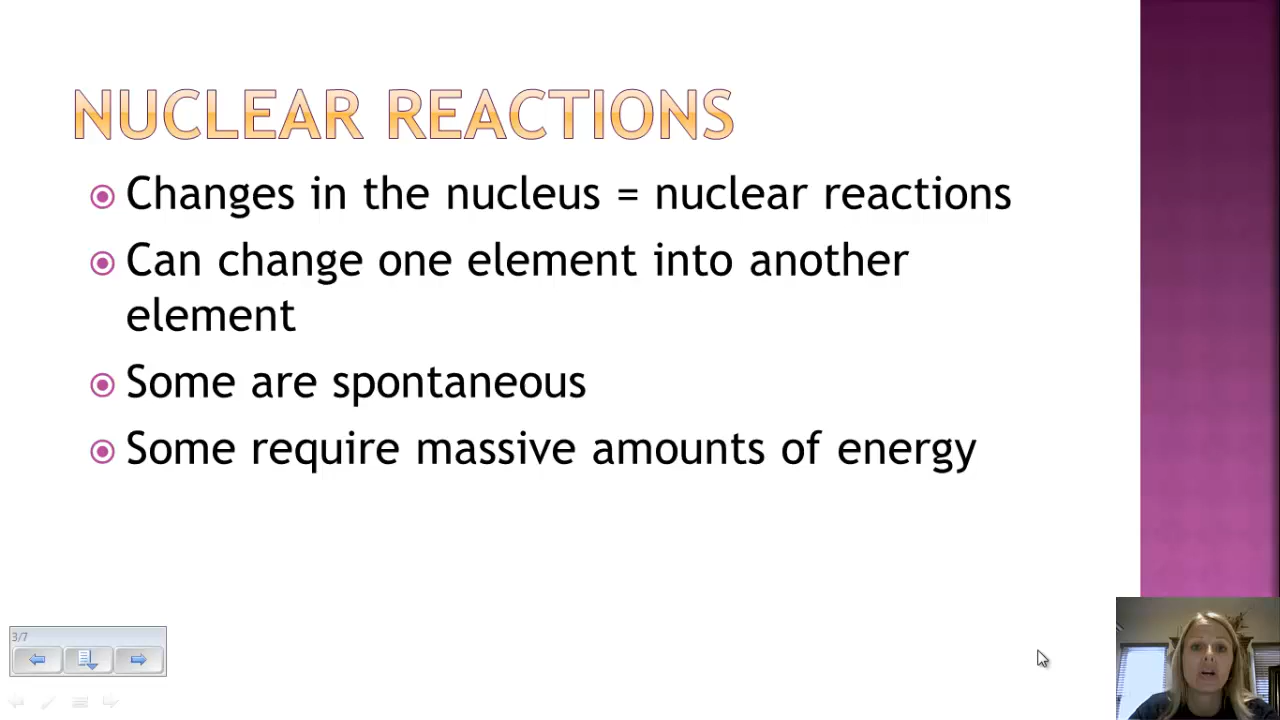 NUCLEAR REACTIONS
Changes in the nucleus = nuclear reactions
Can change one element into another
element
Some are spontaneous
Some require massive amounts of energy
3/7